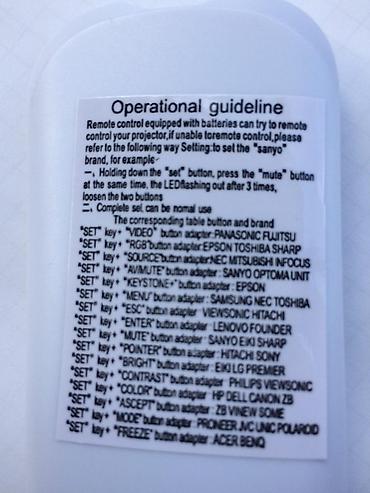 Operational guideline
Remote control equipped with batteries can try to remote
control your projector,if unable toremote control,please
refer to the following way Setting:to set the "sanyo"
brand, for example
一、Holding down the "set" button, press the "mute" button
at the same time, the LEDflashing out after 3 times,
loosen the two buttons
二、Complete set, can be nomal use
The corresponding table button and brand
"SET" key+ "VIDEO" button adapter: PANASONIC FUJITSU
"SET" key+ "RGB"button adapter:EPSON TOSHIBA SHARP
"SET" key+ "SOURCE"button adapter:NEC MITSUBISHI INFOCUS
"SET" key+ "AV/MUTE" button adapter: SANYO OPTOMA UNIT
"SET" key+ "KEYSTONE+" button adapter: EPSON
"SET" key+ "MENU" button adapter: SAMSUNG NEC TOSHIBA
"SET" key+ "ESC" button adapter: VIEWSONIC HITACHI
"SET" key+ "ENTER" button adapter: LENOVO FOUNDER
"SET" key+ "MUTE" button adapter: SANYO EIKI SHARP
"SET" key+ "POINTER" button adapter: HITACHI SONY
"SET" key+ "BRIGHT" button adapter: EIKI LG PREMIER
"SET" key+ "CONTRAST" button adapter: PHILIPS VIEWSONIC
"SET" key+ "COLOR" button adapter: HP DELL CANON ZB
"SET" key+ "ASCEPT" button adapter: ZB VINEW SOME
"SET" key+ "MODE" button adapter: PRONEER JVC UNIC POLAROID
"SET" key+ "FREEZE" button adapter: ACER BENQ